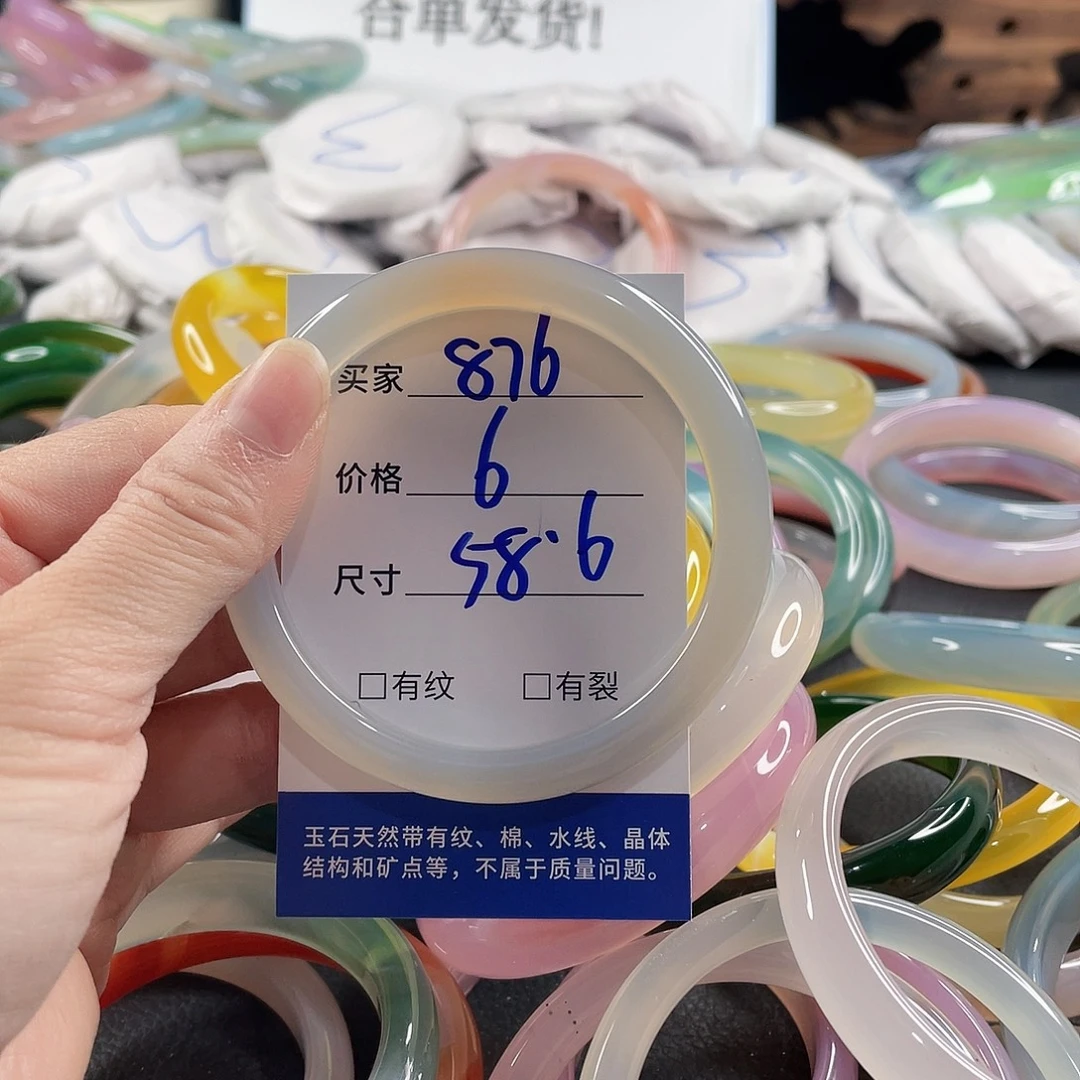 合单发货!
买家 876
价格 6
尺寸 58.6
□有纹 □有裂
玉石天然带有纹、棉、水线、晶体
结构和矿点等，不属于质量问题。